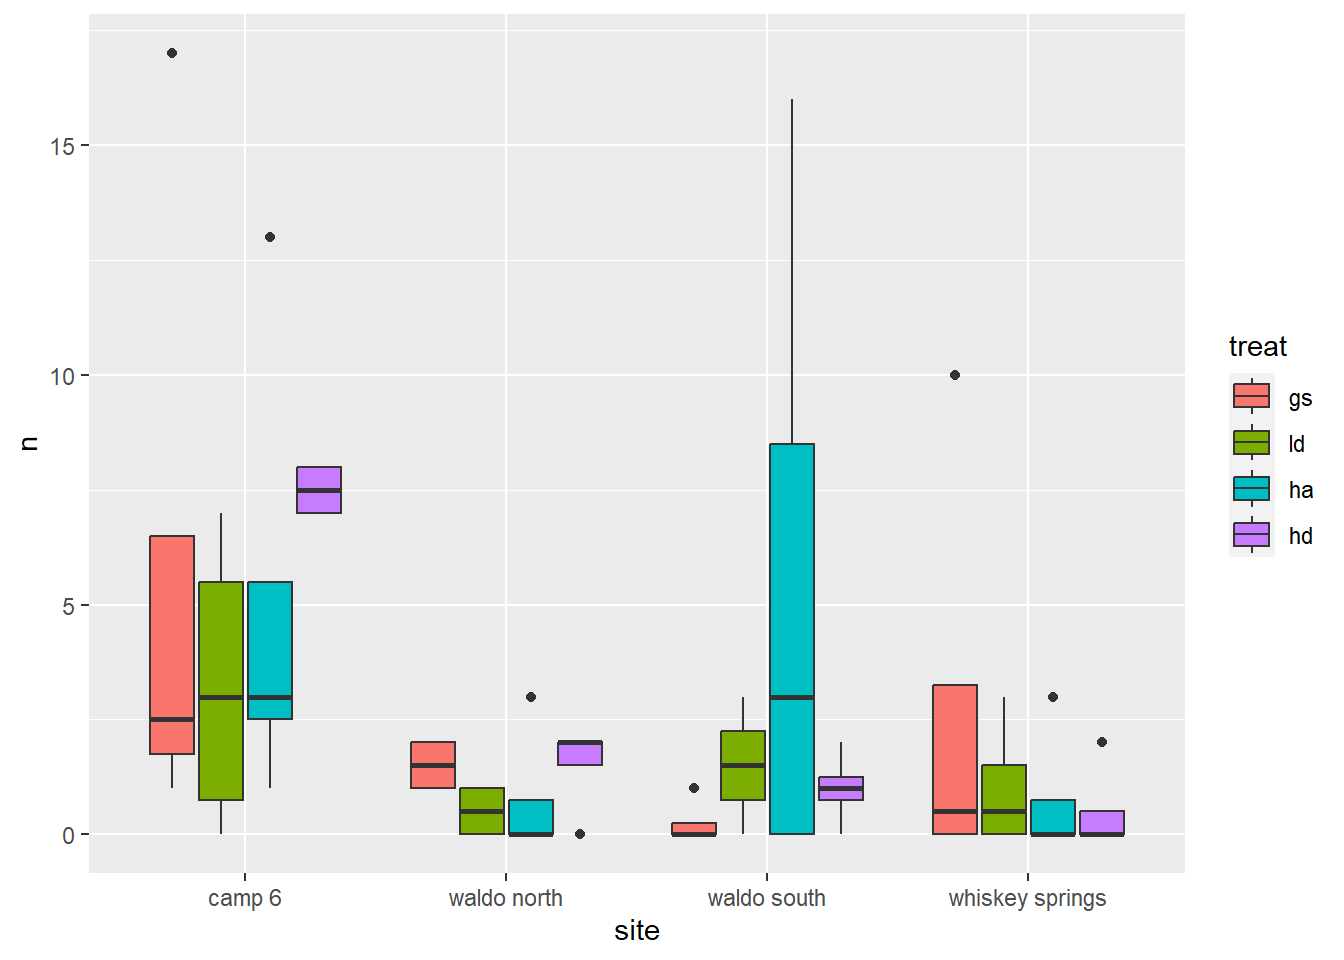 15
10
5
0
n
camp 6
waldo north
waldo south
whiskey springs
site
treat
gs
ld
ha
hd